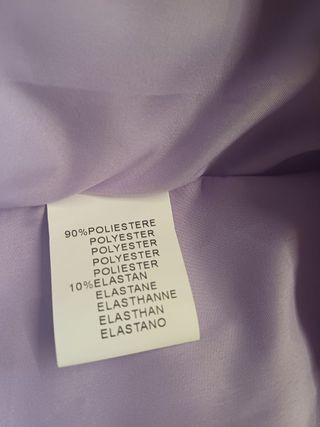 90%POLIESTERE
POLYESTER
POLYESTER
POLYESTER
POLIESTER
10%ELASTAN
ELASTANE
ELASTHANNE
ELASTHAN
ELASTANO